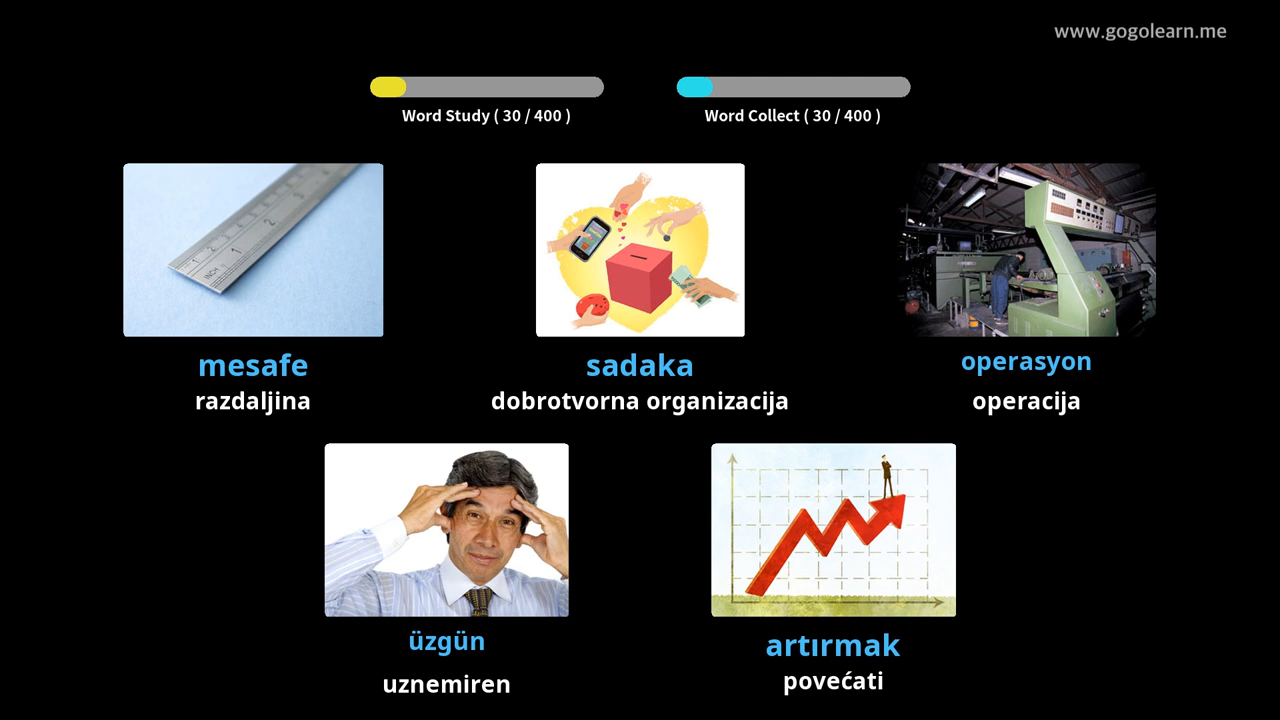 www.gogolearn.me
Word Study ( 30 / 400 )
Word Collect ( 30 / 400 )
mesafe
razdaljina
sadaka
dobrotvorna organizacija
operasyon
operacija
üzgün
uznemiren
artırmak
povećati